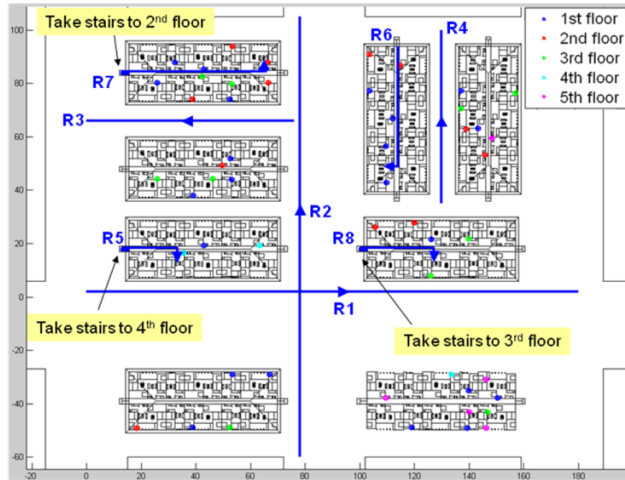 Take stairs to 2nd floor
R7
R3
R6
R4
1st floor
2nd floor
3rd floor
4th floor
5th floor
R2
R5
R8
R1
Take stairs to 4th floor
Take stairs to 3rd floor
100
80
60
40
20
0
-20
-40
-60
-20
0
20
40
60
80
100
120
140
160
180
200